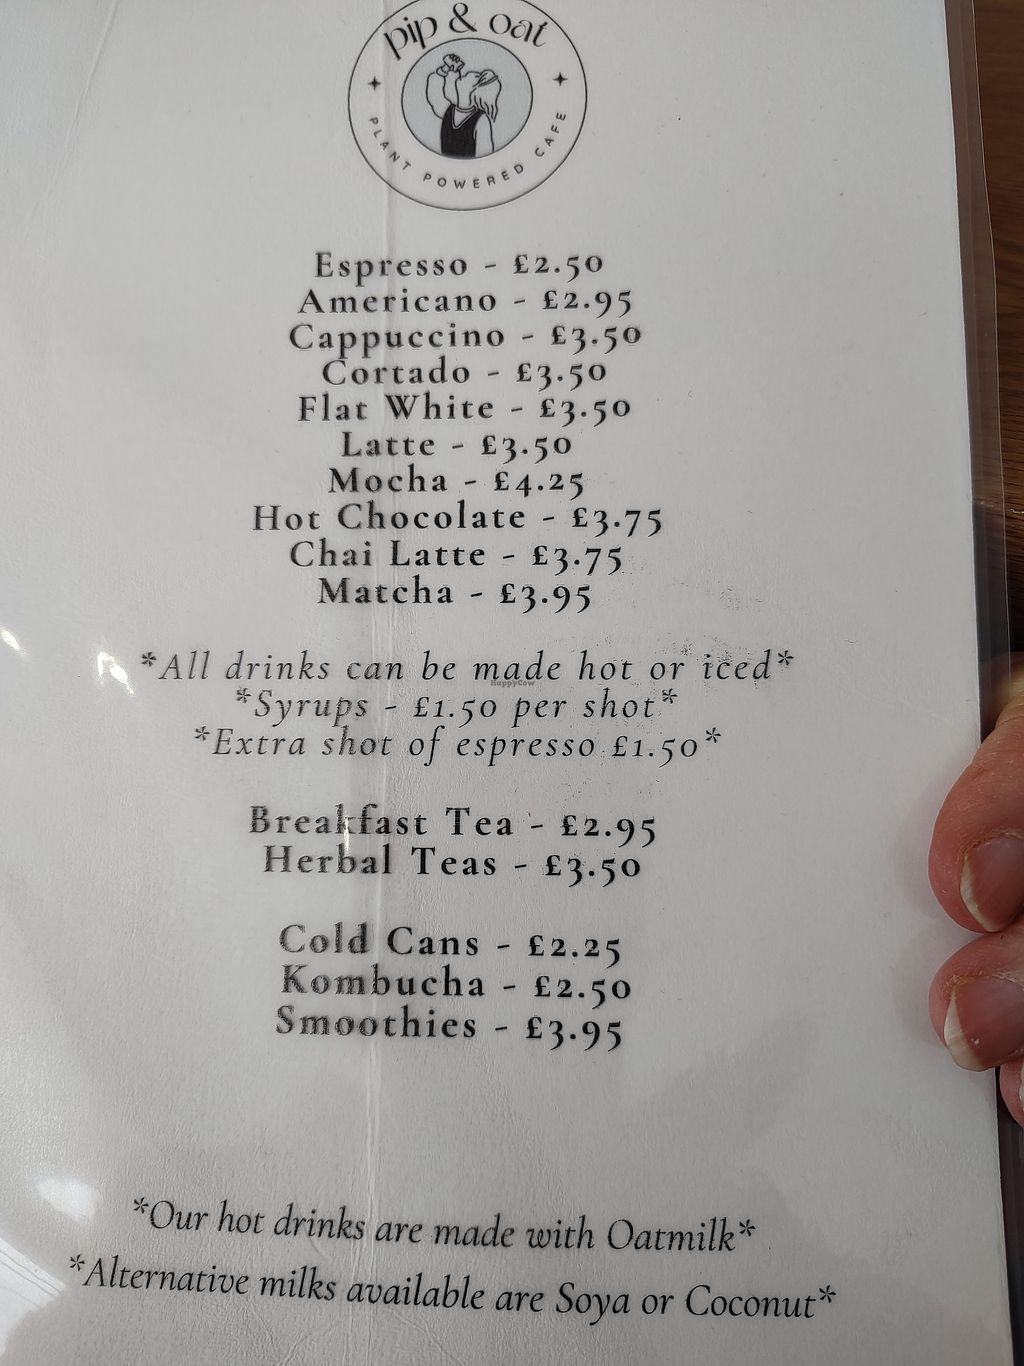 pip & oat
PLANT POWERED CAFE
Espresso - £2.50
Americano - £2.95
Cappuccino - £3.50
Cortado - £3.50
Flat White - £3.50
Latte - £3.50
Mocha - £4.25
Hot Chocolate - £3.75
Chai Latte - £3.75
Matcha - £3.95
*All drinks can be made hot or iced*
HappyCow
*Syrups - £1.50 per shot*
*Extra shot of espresso £1.50*
Breakfast Tea - £2.95
Herbal Teas - £3.50
Cold Cans - £2.25
Kombucha - £2.50
Smoothies - £3.95
*Our hot drinks are made with Oatmilk*
*Alternative milks available are Soya or Coconut*